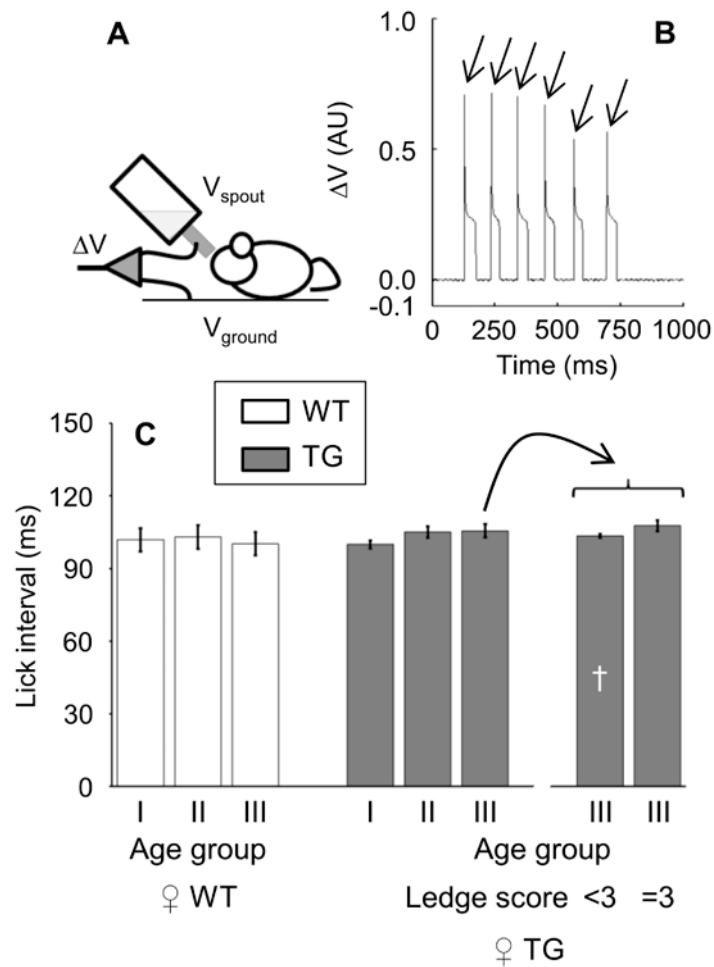 A
V_spout
ΔV
V_ground
B
ΔV (AU)
1.0
0.5
0.0
-0.1
0 250 500 750 1000
Time (ms)
C
WT
TG
Lick interval (ms)
150
120
90
60
30
0
†
I II III I II III III III
Age group Age group
♀ WT Ledge score <3 =3
♀ TG